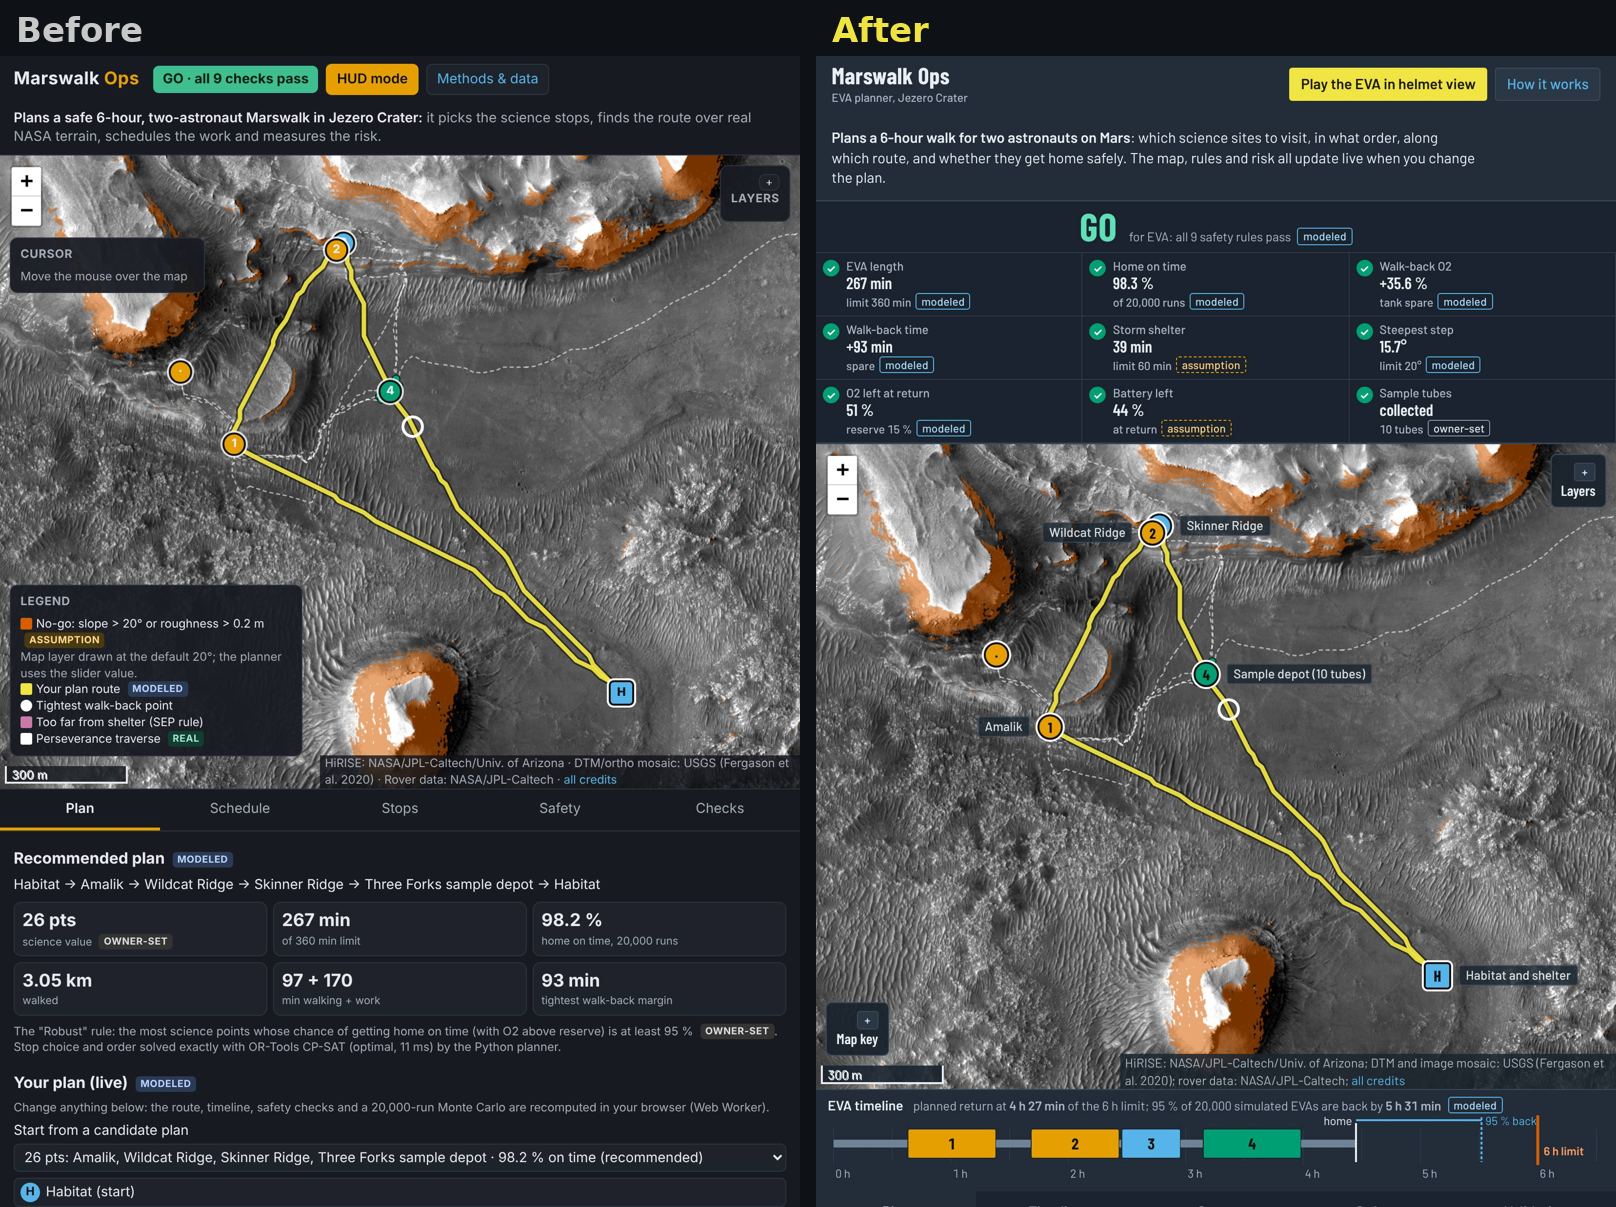 Before
Marswalk Ops
GO · all 9 checks pass
HUD mode
Methods & data
Plans a safe 6-hour, two-astronaut Marswalk in Jezero Crater: it picks the science stops, finds the route over real
NASA terrain, schedules the work and measures the risk.
+
−
+
LAYERS
CURSOR
Move the mouse over the map
2
4
1
H
LEGEND
No-go: slope > 20° or roughness > 0.2 m
ASSUMPTION
Map layer drawn at the default 20°; the planner
uses the slider value.
Your plan route MODELED
Tightest walk-back point
Too far from shelter (SEP rule)
Perseverance traverse REAL
300 m
HiRISE: NASA/JPL-Caltech/Univ. of Arizona · DTM/ortho mosaic: USGS (Fergason et
al. 2020) · Rover data: NASA/JPL-Caltech · all credits
Plan
Schedule
Stops
Safety
Checks
Recommended plan MODELED
Habitat → Amalik → Wildcat Ridge → Skinner Ridge → Three Forks sample depot → Habitat
26 pts
science value OWNER-SET
267 min
of 360 min limit
98.2 %
home on time, 20,000 runs
3.05 km
walked
97 + 170
min walking + work
93 min
tightest walk-back margin
The "Robust" rule: the most science points whose chance of getting home on time (with O2 above reserve) is at least 95 % OWNER-SET.
Stop choice and order solved exactly with OR-Tools CP-SAT (optimal, 11 ms) by the Python planner.
Your plan (live) MODELED
Change anything below: the route, timeline, safety checks and a 20,000-run Monte Carlo are recomputed in your browser (Web Worker).
Start from a candidate plan
26 pts: Amalik, Wildcat Ridge, Skinner Ridge, Three Forks sample depot · 98.2 % on time (recommended)
H Habitat (start)
After
Marswalk Ops
EVA planner, Jezero Crater
Play the EVA in helmet view
How it works
Plans a 6-hour walk for two astronauts on Mars: which science sites to visit, in what order, along
which route, and whether they get home safely. The map, rules and risk all update live when you change
the plan.
GO for EVA: all 9 safety rules pass modeled
EVA length
267 min
limit 360 min modeled
Home on time
98.3 %
of 20,000 runs modeled
Walk-back O2
+35.6 %
tank spare modeled
Walk-back time
+93 min
spare modeled
Storm shelter
39 min
limit 60 min assumption
Steepest step
15.7°
limit 20° modeled
O2 left at return
51 %
reserve 15 % modeled
Battery left
44 %
at return assumption
Sample tubes
collected
10 tubes owner-set
+
−
+
Layers
Wildcat Ridge
2
Skinner Ridge
4
Sample depot (10 tubes)
Amalik
1
H
Habitat and shelter
+
Map key
300 m
HiRISE: NASA/JPL-Caltech/Univ. of Arizona; DTM and image mosaic: USGS (Fergason et
al. 2020); rover data: NASA/JPL-Caltech; all credits
EVA timeline planned return at 4 h 27 min of the 6 h limit; 95 % of 20,000 simulated EVAs are back by 5 h 31 min modeled
home
95 % back
1
2
3
4
6 h limit
0 h
1 h
2 h
3 h
4 h
5 h
6 h